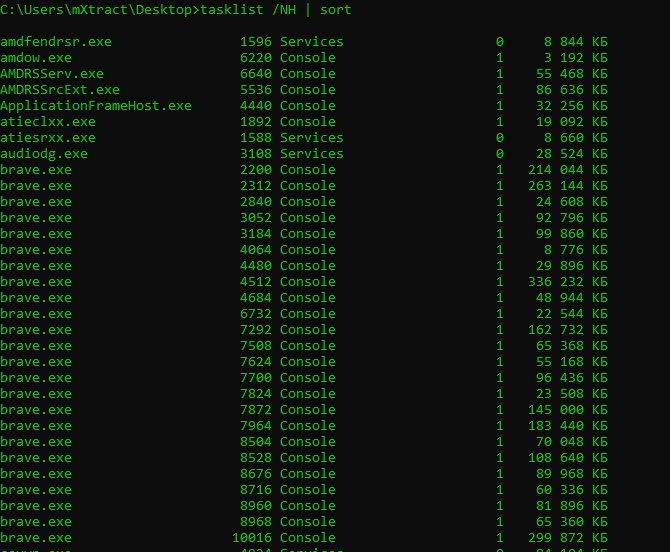 C:\Users\mXtract\Desktop>tasklist /NH | sort
amdfendrsr.exe 1596 Services 0 8 844 КБ
amdow.exe 6220 Console 1 3 192 КБ
AMDRSServ.exe 6640 Console 1 55 468 КБ
AMDRSSrcExt.exe 5536 Console 1 86 636 КБ
ApplicationFrameHost.exe 4440 Console 1 32 256 КБ
atieclxx.exe 1892 Console 1 19 092 КБ
atiesrxx.exe 1588 Services 0 8 660 КБ
audiodg.exe 3108 Services 0 28 524 КБ
brave.exe 2200 Console 1 214 044 КБ
brave.exe 2312 Console 1 263 144 КБ
brave.exe 2840 Console 1 24 608 КБ
brave.exe 3052 Console 1 92 796 КБ
brave.exe 3184 Console 1 99 860 КБ
brave.exe 4064 Console 1 8 776 КБ
brave.exe 4480 Console 1 29 896 КБ
brave.exe 4512 Console 1 336 232 КБ
brave.exe 4684 Console 1 48 944 КБ
brave.exe 6732 Console 1 22 544 КБ
brave.exe 7292 Console 1 162 732 КБ
brave.exe 7508 Console 1 65 368 КБ
brave.exe 7624 Console 1 55 168 КБ
brave.exe 7700 Console 1 96 436 КБ
brave.exe 7824 Console 1 23 508 КБ
brave.exe 7872 Console 1 145 000 КБ
brave.exe 7964 Console 1 183 440 КБ
brave.exe 8504 Console 1 70 048 КБ
brave.exe 8528 Console 1 108 640 КБ
brave.exe 8676 Console 1 89 968 КБ
brave.exe 8716 Console 1 60 336 КБ
brave.exe 8960 Console 1 81 896 КБ
brave.exe 8968 Console 1 65 360 КБ
brave.exe 10016 Console 1 299 872 КБ